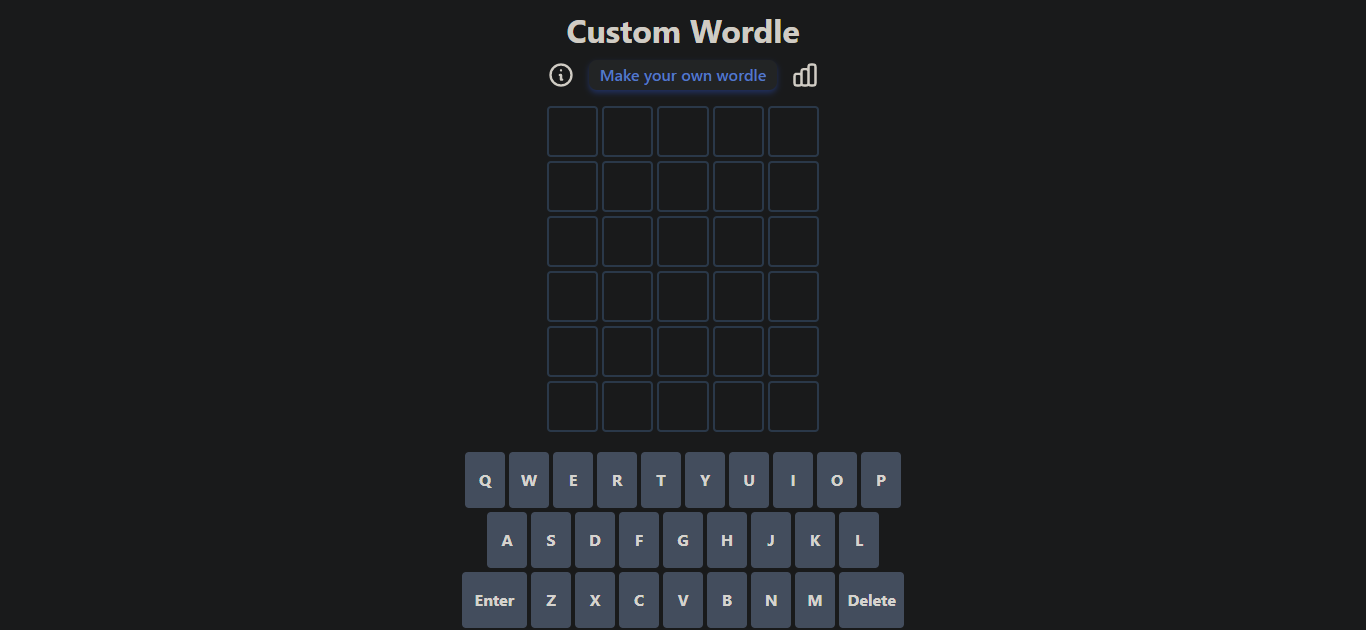 Custom Wordle
Make your own wordle
Q W E R T Y U I O P
A S D F G H J K L
Enter Z X C V B N M Delete